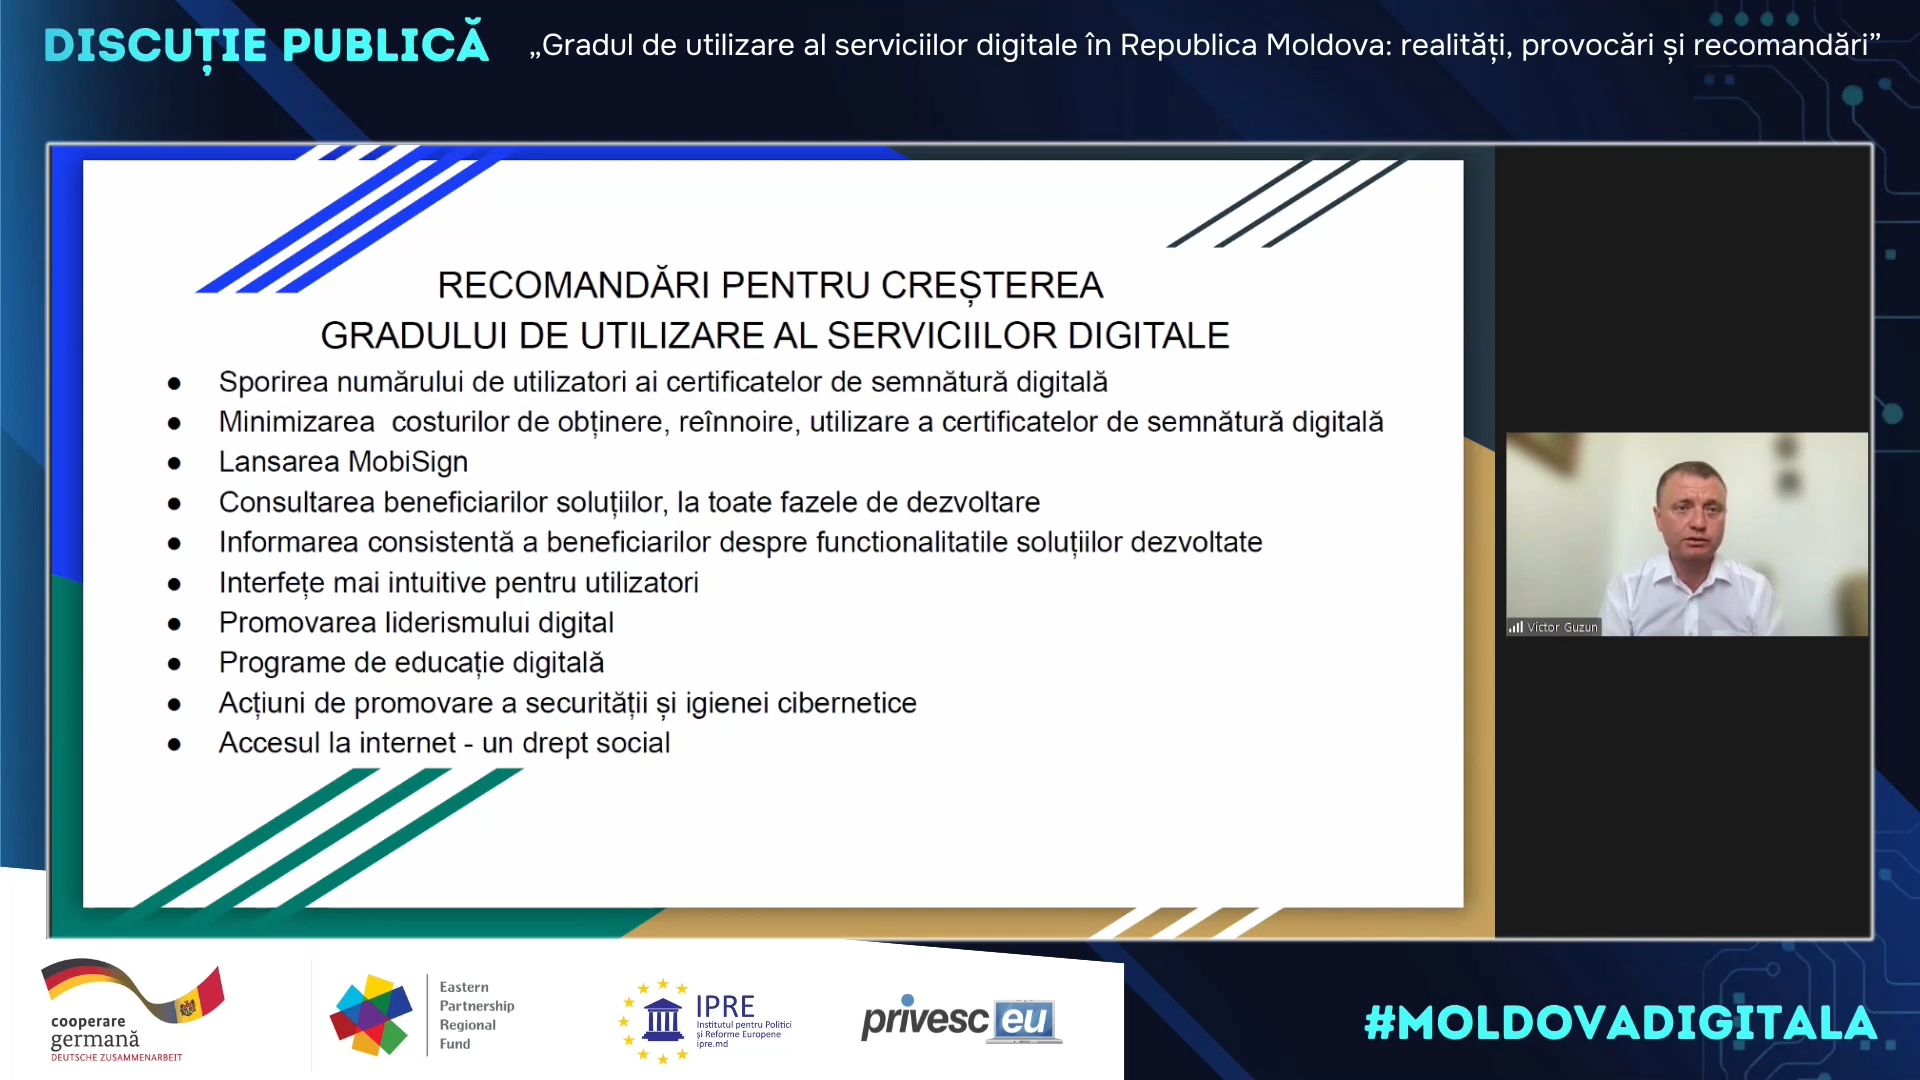 DISCUȚIE PUBLICĂ
„Gradul de utilizare al serviciilor digitale în Republica Moldova: realități, provocări și recomandări”
RECOMANDĂRI PENTRU CREȘTEREA
GRADULUI DE UTILIZARE AL SERVICIILOR DIGITALE
● Sporirea numărului de utilizatori ai certificatelor de semnătură digitală
● Minimizarea costurilor de obținere, reînnoire, utilizare a certificatelor de semnătură digitală
● Lansarea MobiSign
● Consultarea beneficiarilor soluțiilor, la toate fazele de dezvoltare
● Informarea consistentă a beneficiarilor despre functionalitatile soluțiilor dezvoltate
● Interfețe mai intuitive pentru utilizatori
● Promovarea liderismului digital
● Programe de educație digitală
● Acțiuni de promovare a securității și igienei cibernetice
● Accesul la internet - un drept social
Victor Guzun
cooperare
germană
DEUTSCHE ZUSAMMENARBEIT
Eastern
Partnership
Regional
Fund
IPRE
Institutul pentru Politici
și Reforme Europene
ipre.md
privesc eu
#MOLDOVADIGITALA